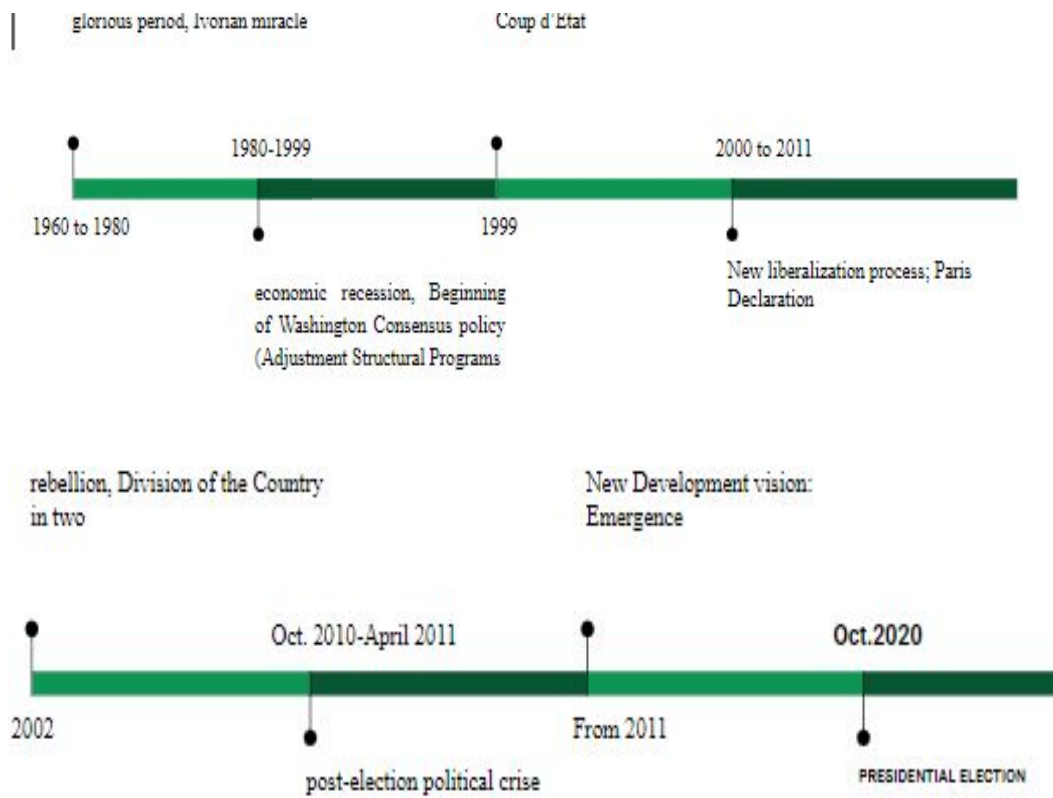 glorious period, Ivorian miracle
Coup d'Etat
1980-1999
2000 to 2011
1960 to 1980
1999
economic recession, Beginning
of Washington Consensus policy
(Adjustment Structural Programs
New liberalization process; Paris
Declaration
rebellion, Division of the Country
in two
New Development vision:
Emergence
Oct. 2010-April 2011
Oct.2020
2002
From 2011
post-election political crise
PRESIDENTIAL ELECTION